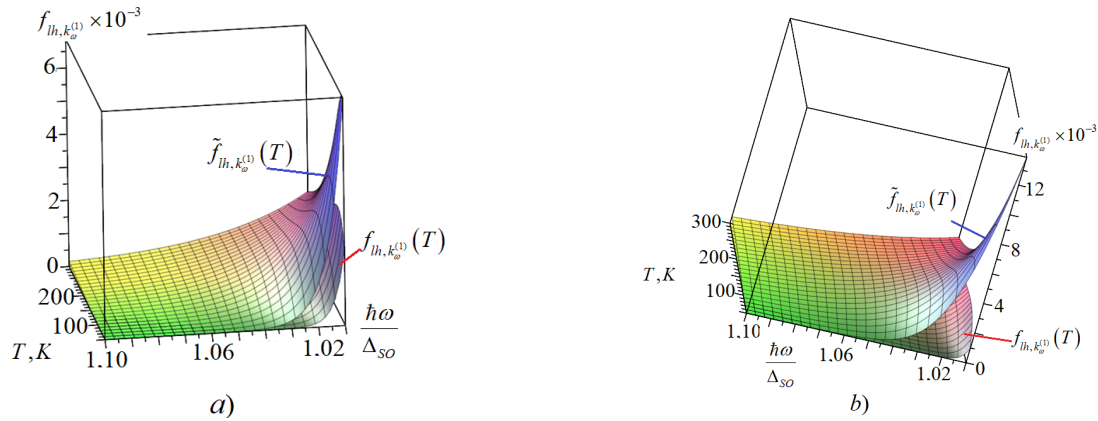 f_{lh,k_ω^{(1)}} ×10⁻³
6
4
2
0
200
100
T,K
1.10
1.06
1.02
ħω
Δ_{SO}
f̃_{lh,k_ω^{(1)}}(T)
f_{lh,k_ω^{(1)}}(T)
a)
f_{lh,k_ω^{(1)}} ×10⁻³
12
8
4
0
f̃_{lh,k_ω^{(1)}}(T)
f_{lh,k_ω^{(1)}}(T)
300
200
100
T,K
1.10
1.06
1.02
ħω
Δ_{SO}
b)